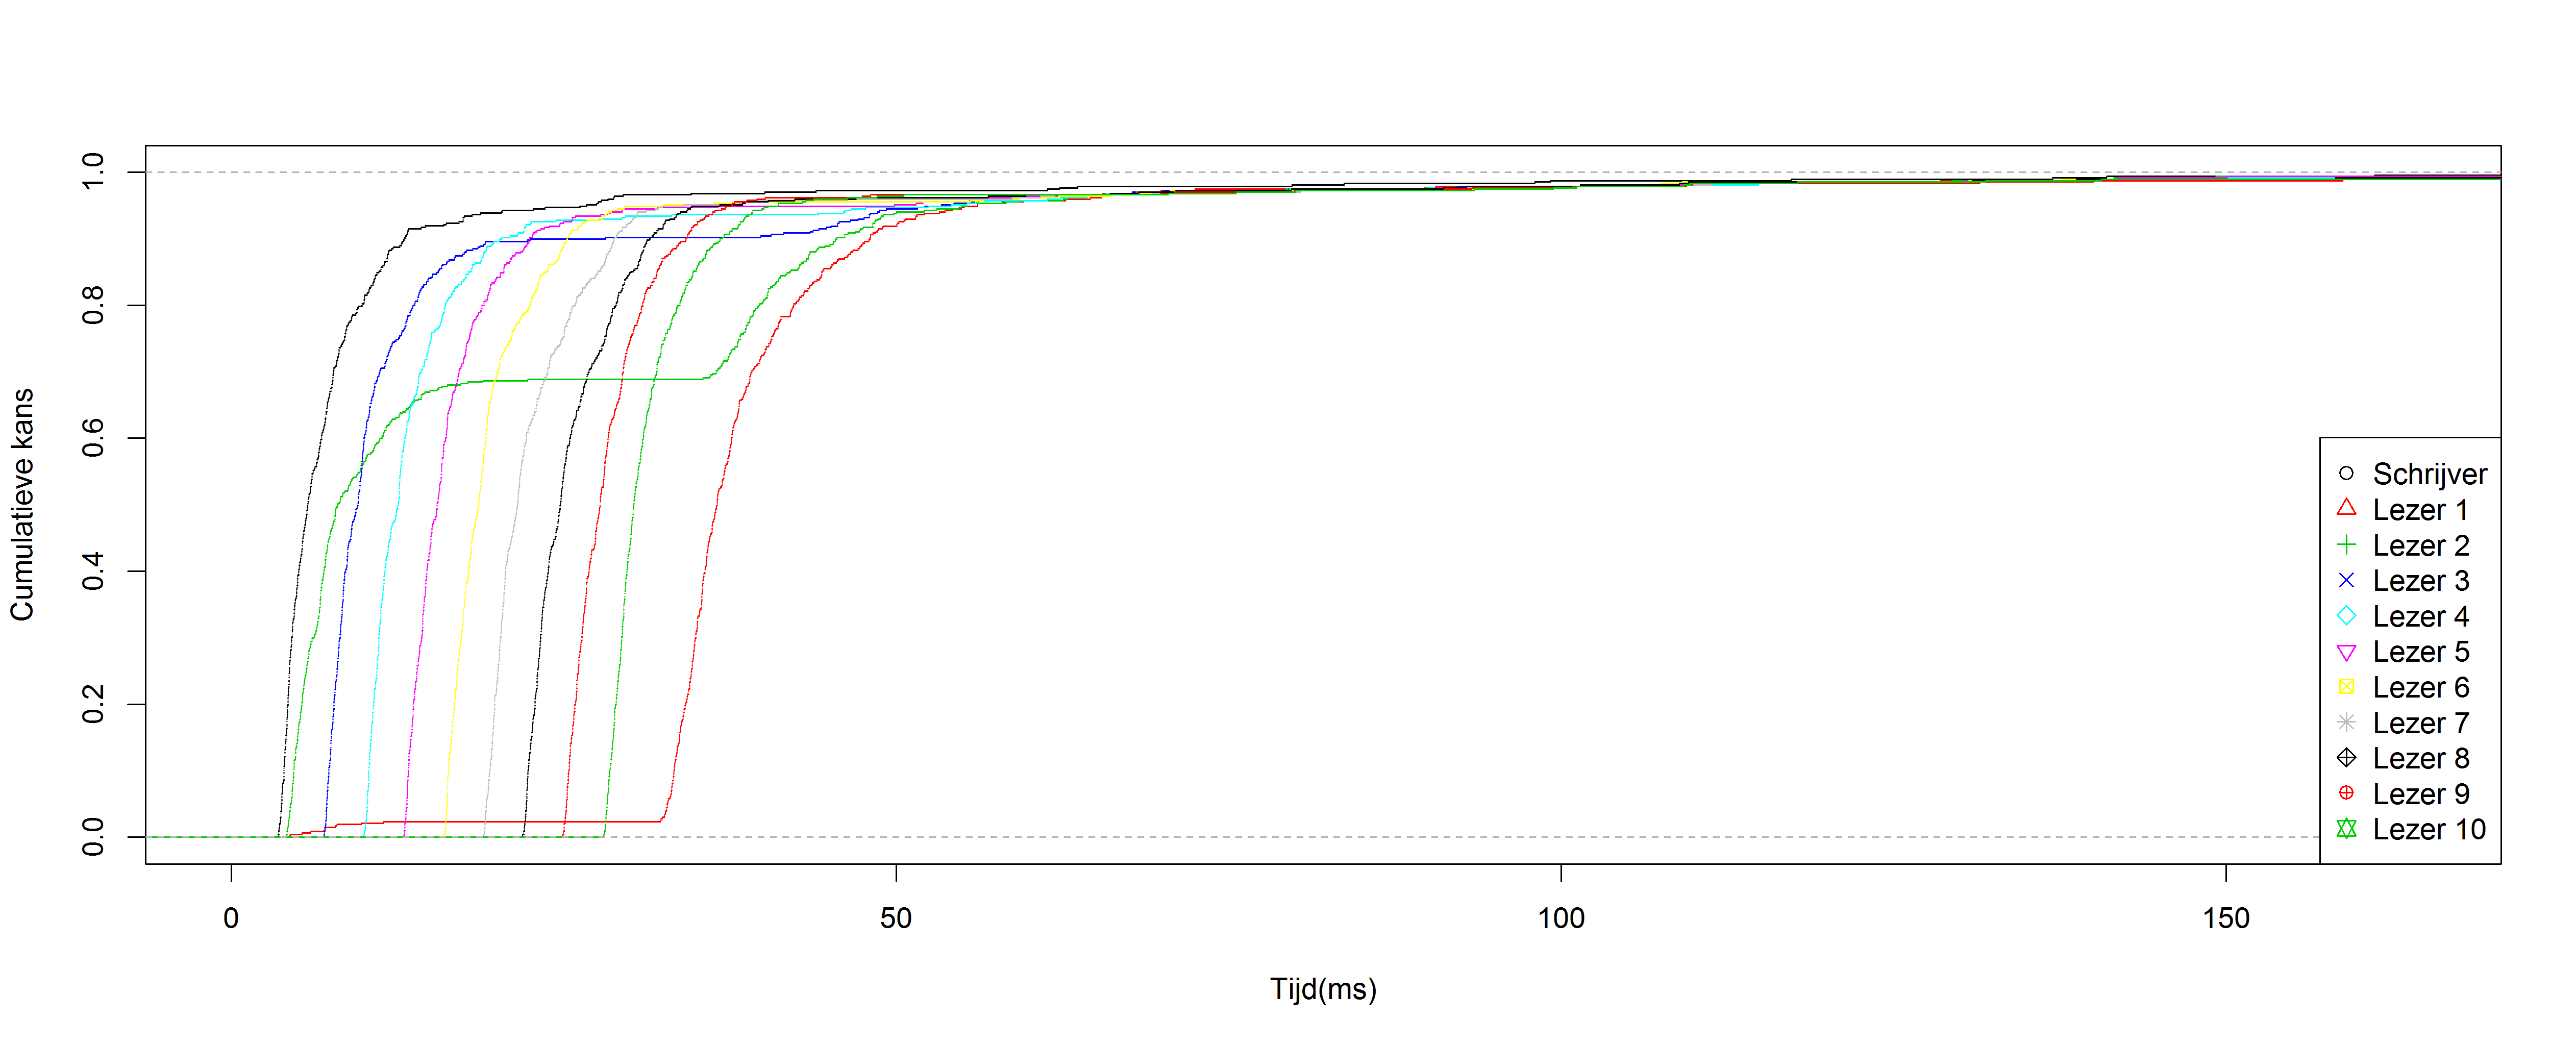 Cumulatieve kans
1.0
0.8
0.6
0.4
0.2
0.0
0
50
100
150
Tijd(ms)
Schrijver
Lezer 1
Lezer 2
Lezer 3
Lezer 4
Lezer 5
Lezer 6
Lezer 7
Lezer 8
Lezer 9
Lezer 10